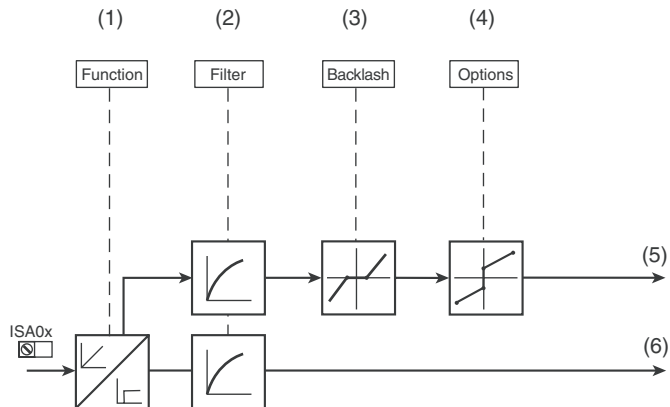 (1) (2) (3) (4)
Function Filter Backlash Options
(5)
ISA0x
(6)